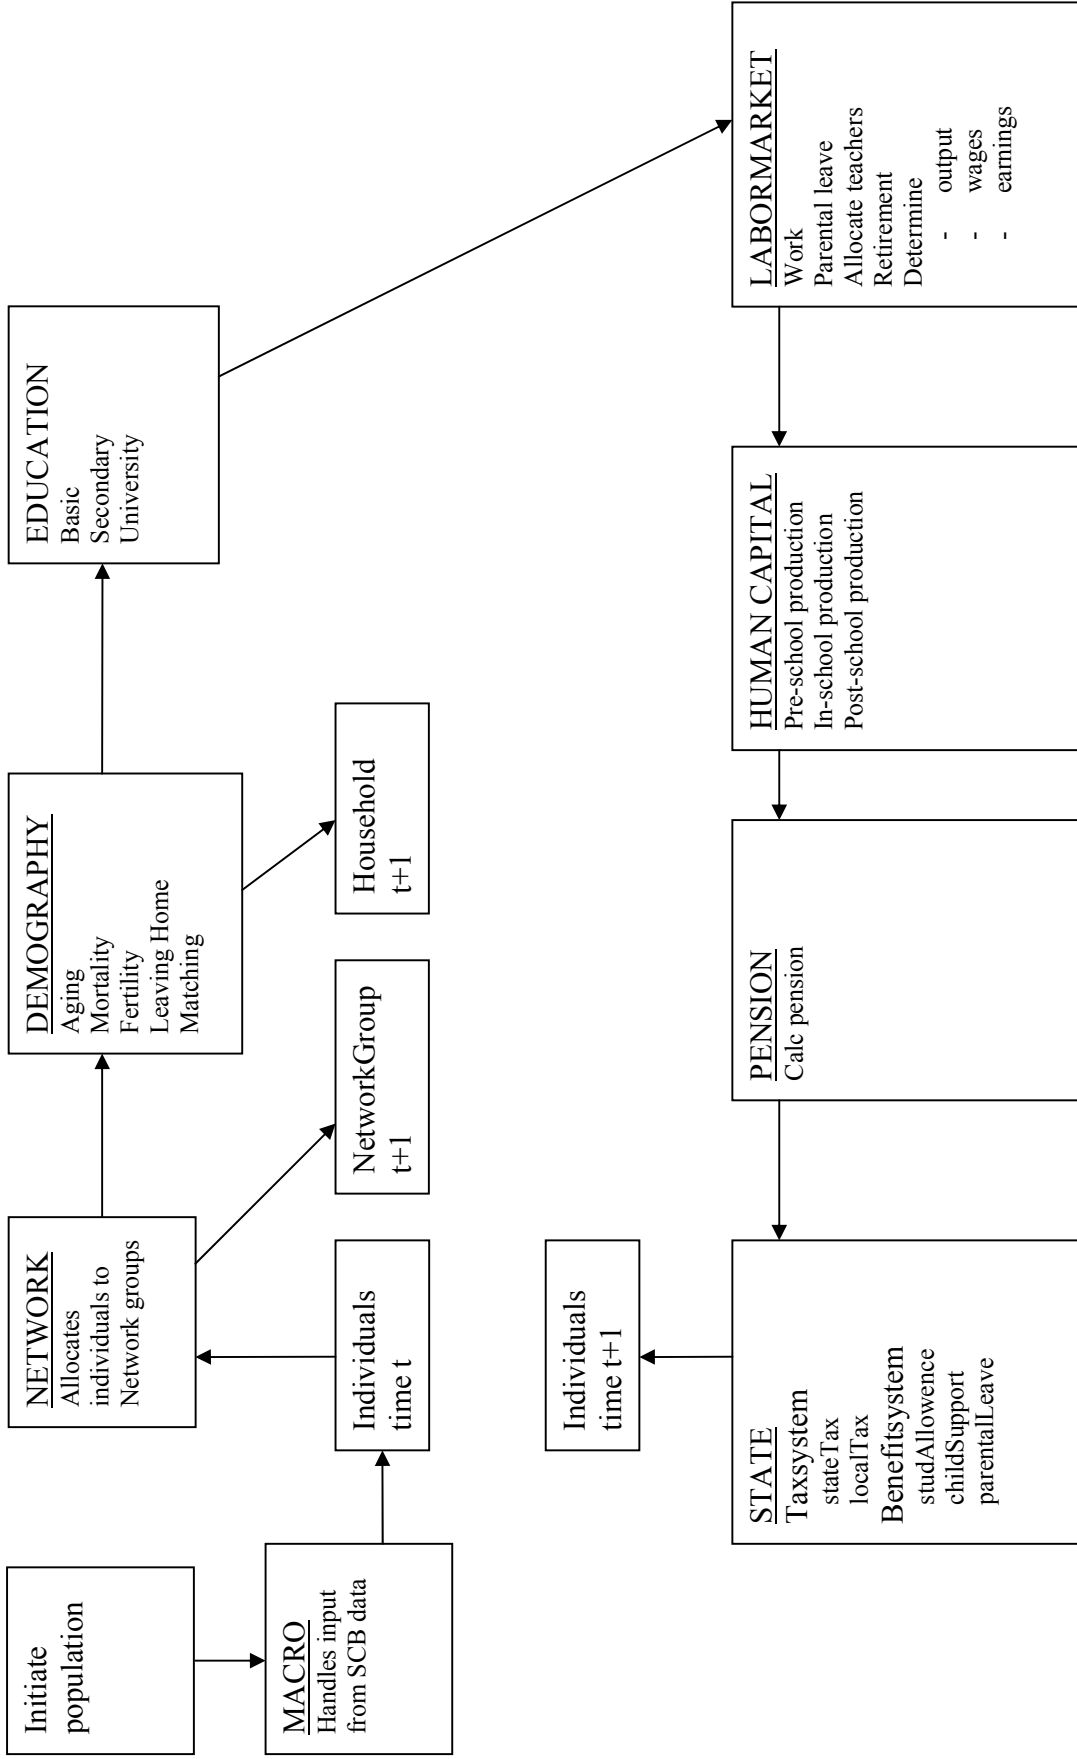 Initiate
population
MACRO
Handles input
from SCB data
Individuals
time t
NETWORK
Allocates
individuals to
Network groups
NetworkGroup
t+1
DEMOGRAPHY
Aging
Mortality
Fertility
Leaving Home
Matching
Household
t+1
EDUCATION
Basic
Secondary
University
LABORMARKET
Work
Parental leave
Allocate teachers
Retirement
Determine
- output
- wages
- earnings
HUMAN CAPITAL
Pre-school production
In-school production
Post-school production
PENSION
Calc pension
STATE
Taxsystem
stateTax
localTax
Benefitsystem
studAllowence
childSupport
parentalLeave
Individuals
time t+1